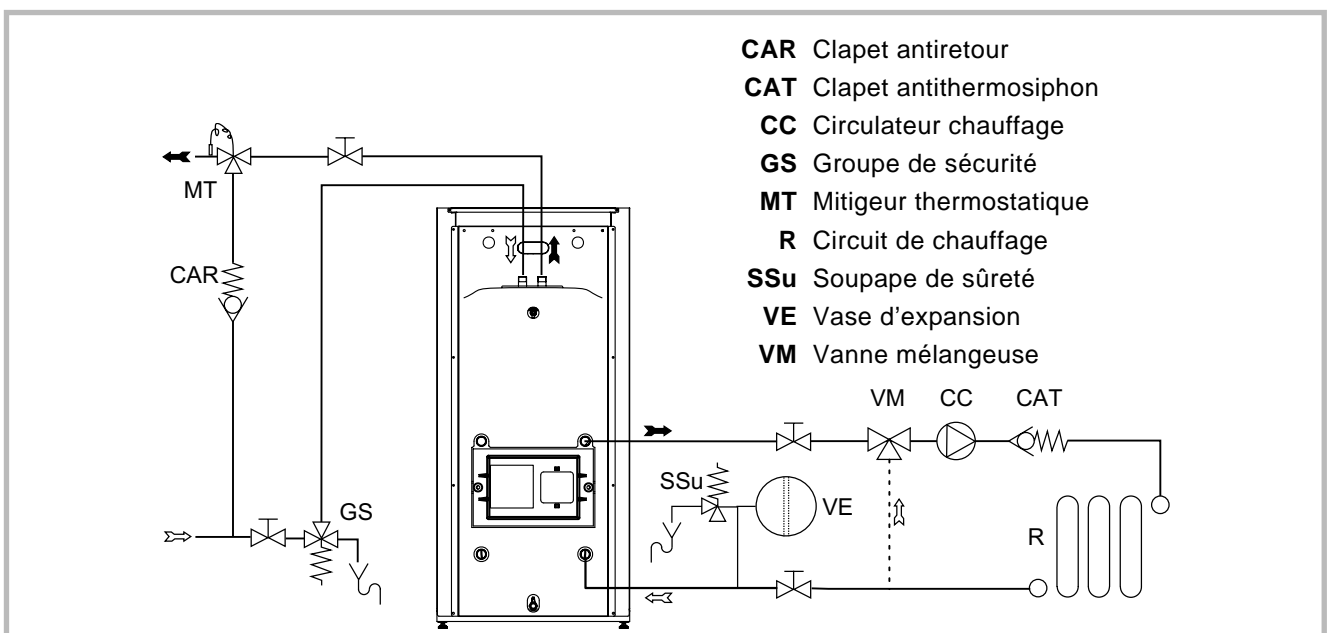 CAR Clapet antiretour
CAT Clapet antithermosiphon
CC Circulateur chauffage
GS Groupe de sécurité
MT Mitigeur thermostatique
R Circuit de chauffage
SSu Soupape de sûreté
VE Vase d'expansion
VM Vanne mélangeuse
MT
CAR
GS
VM CC CAT
SSu
VE
R